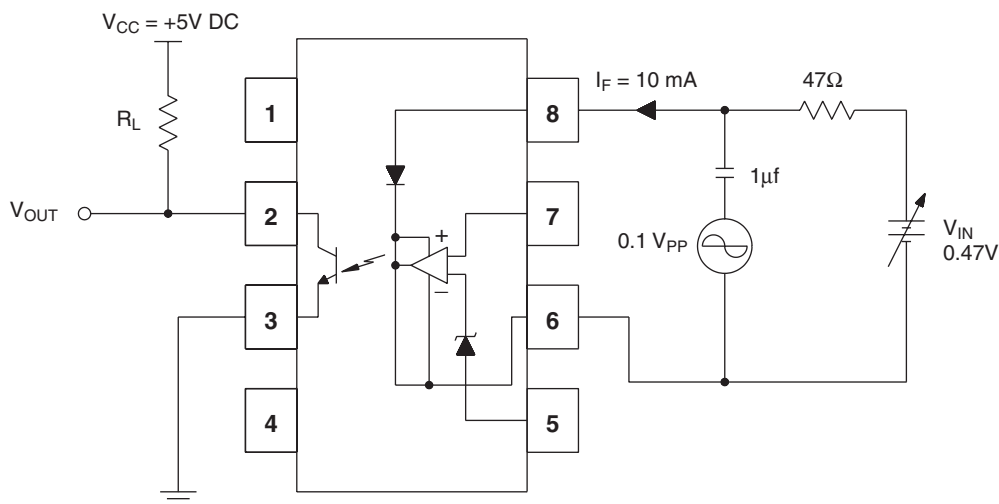 V_CC = +5V DC
R_L
V_OUT
1
2
3
4
8
7
6
5
+
–
I_F = 10 mA
47Ω
1μf
0.1 V_PP
V_IN
0.47V